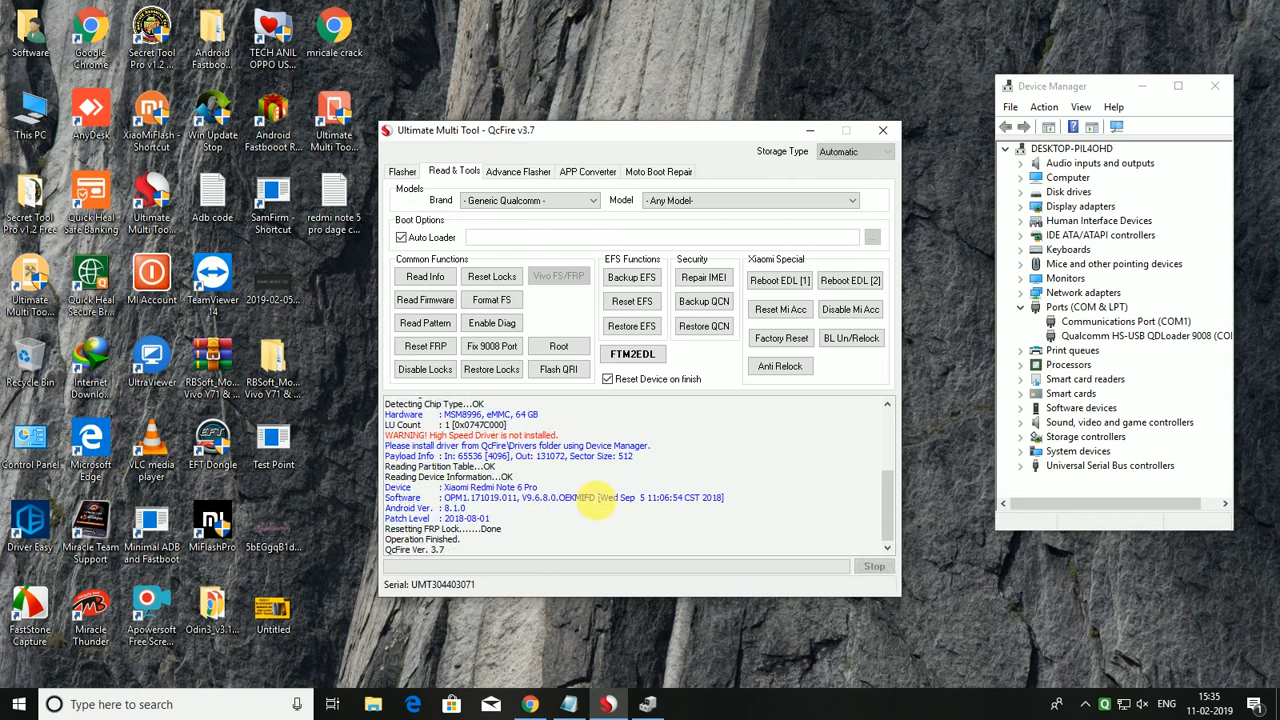 Software
Google
Chrome
Secret Tool
Pro v1.2 ...
Android
Fastboo...
TECH ANIL
OPPO US...
mricale crack
This PC
AnyDesk
XiaoMiFlash -
Shortcut
Win Update
Stop
Android
Fastbooot R...
Ultimate
Multi Too...
Secret Tool
Pro v1.2 Free
Quick Heal
Safe Banking
Ultimate
Multi Too...
Adb code
SamFirm -
Shortcut
redmi note 5
pro dage c...
Ultimate
Multi Too...
Quick Heal
Secure Br...
MI Account
TeamViewer
14
2019-02-05...
Recycle Bin
Internet
Downlo...
UltraViewer
RBSoft_Mo...
Vivo Y71 &...
RBSoft_Mo...
Vivo Y71 &...
Control Panel
Microsoft
Edge
VLC media
player
EFT Dongle
Test Point
Driver Easy
Miracle Team
Support
Minimal ADB
and Fastboot
MiFlashPro
5bEGgqB1d...
FastStone
Capture
Miracle
Thunder
Apowersoft
Free Scre...
Odin3_v3.1...
Untitled
Ultimate Multi Tool - QcFire v3.7
Storage Type Automatic
Flasher Read & Tools Advance Flasher APP Converter Moto Boot Repair
Models
Brand - Generic Qualcomm - Model - Any Model-
Boot Options
Auto Loader ...
Common Functions EFS Functions Security Xiaomi Special
Read Info Reset Locks Vivo FS/FRP Backup EFS Repair IMEI Reboot EDL [1] Reboot EDL [2]
Read Firmware Format FS Reset EFS Backup QCN Reset Mi Acc Disable Mi Acc
Read Pattern Enable Diag Restore EFS Restore QCN Factory Reset BL Un/Relock
Reset FRP Fix 9008 Port Root FTM2EDL Anti Relock
Disable Locks Restore Locks Flash QRI Reset Device on finish
Detecting Chip Type...OK
Hardware : MSM8996, eMMC, 64 GB
LU Count : 1 [0x0747C000]
WARNING! High Speed Driver is not installed.
Please install driver from QcFire\Drivers folder using Device Manager.
Payload Info : In: 65536 [4096], Out: 131072, Sector Size: 512
Reading Partition Table...OK
Reading Device Information...OK
Device : Xiaomi Redmi Note 6 Pro
Software : OPM1.171019.011, V9.6.8.0.OEKMIFD [Wed Sep 5 11:06:54 CST 2018]
Android Ver. : 8.1.0
Patch Level : 2018-08-01
Resetting FRP Lock.......Done
Operation Finished.
QcFire Ver. 3.7
Stop
Serial: UMT304403071
Device Manager
File Action View Help
DESKTOP-PIL4OHD
Audio inputs and outputs
Computer
Disk drives
Display adapters
Human Interface Devices
IDE ATA/ATAPI controllers
Keyboards
Mice and other pointing devices
Monitors
Network adapters
Ports (COM & LPT)
Communications Port (COM1)
Qualcomm HS-USB QDLoader 9008 (CO
Print queues
Processors
Smart card readers
Smart cards
Software devices
Sound, video and game controllers
Storage controllers
System devices
Universal Serial Bus controllers
Type here to search
ENG
15:35
11-02-2019